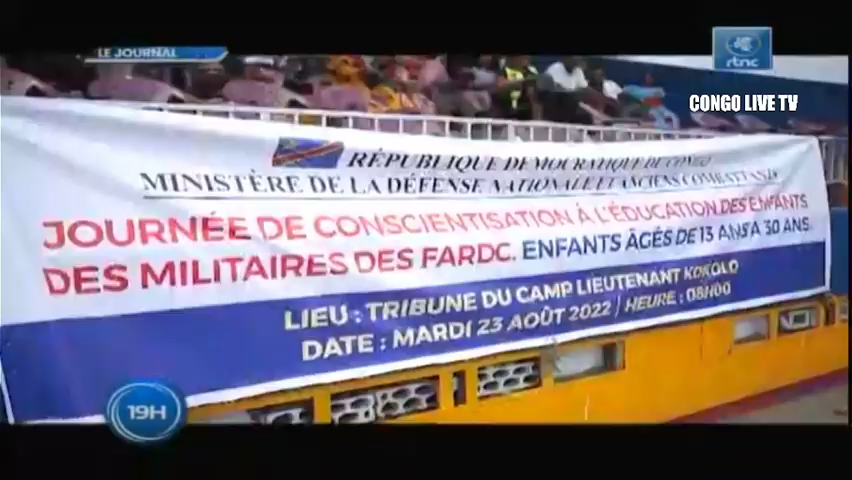 LE JOURNAL
rtnc
CONGO LIVE TV
RÉPUBLIQUE DÉMOCRATIQUE DU CONGO
MINISTÈRE DE LA DÉFENSE NATIONALE ET ANCIENS COMBATTANTS
JOURNÉE DE CONSCIENTISATION À L'ÉDUCATION DES ENFANTS
DES MILITAIRES DES FARDC. ENFANTS ÂGÉS DE 13 ANS A 30 ANS.
LIEU : TRIBUNE DU CAMP LIEUTENANT KOKOLO
DATE : MARDI 23 AOÛT 2022 / HEURE : 08H00
19H